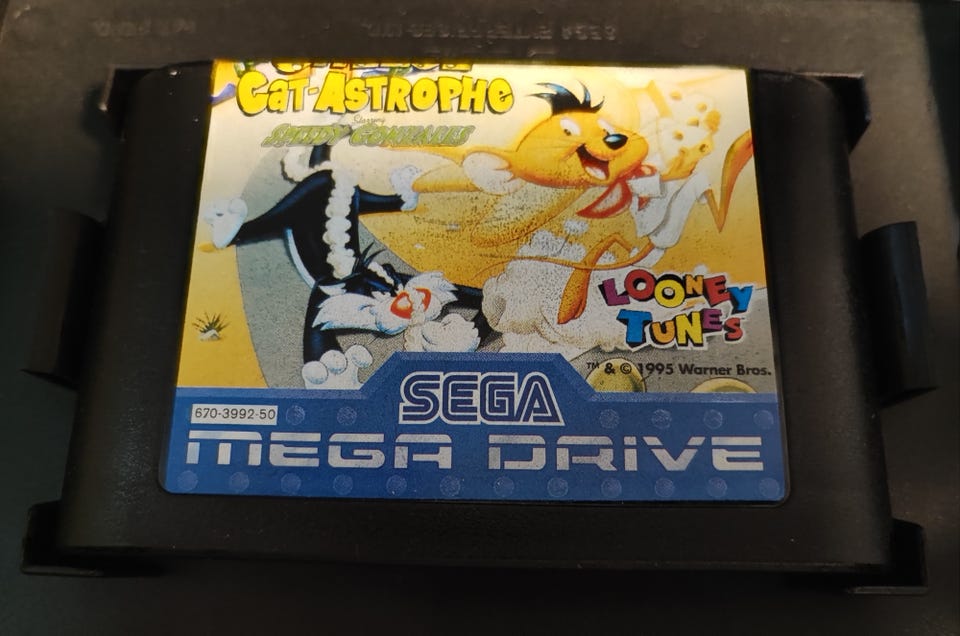 Cat-Astrophe
Starring
SPEEDY GONZALES
LOONEY
TUNES
™ & © 1995 Warner Bros.
SEGA
670-3992-50
MEGA DRIVE